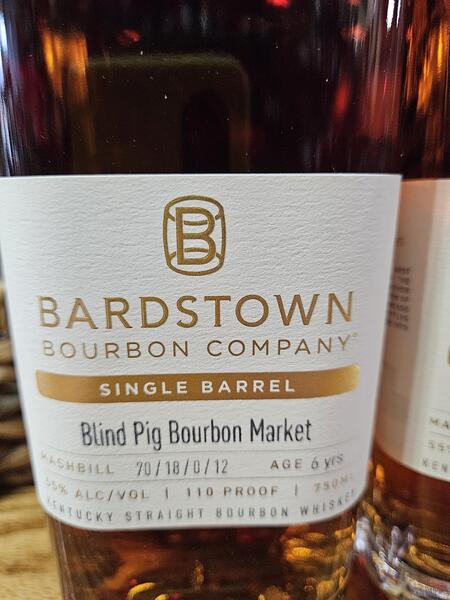 B
BARDSTOWN
BOURBON COMPANY®
SINGLE BARREL
Blind Pig Bourbon Market
MASHBILL 70/18/0/12 AGE 6 yrs
55% ALC/VOL | 110 PROOF | 750ML
KENTUCKY STRAIGHT BOURBON WHISKEY